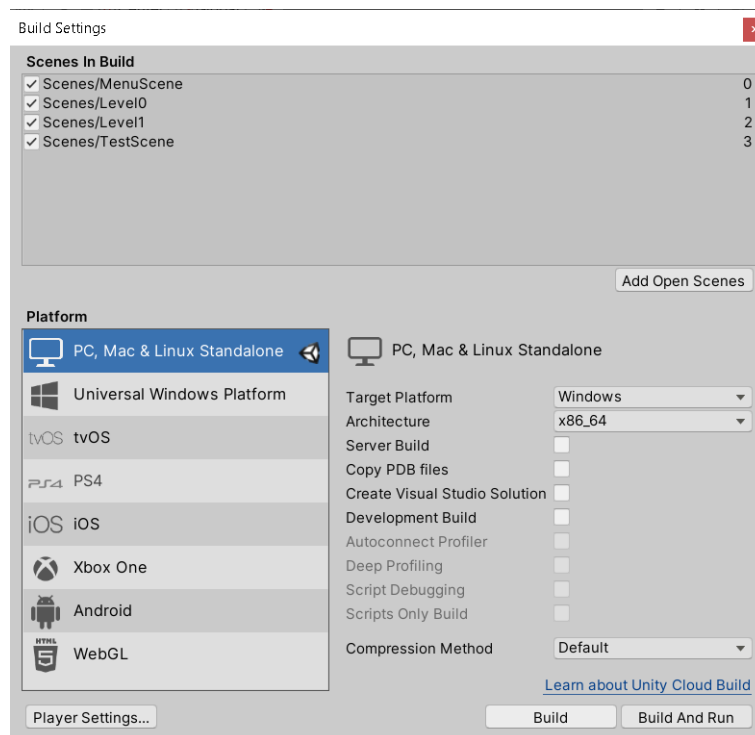 Build Settings
Scenes In Build
Scenes/MenuScene 0
Scenes/Level0 1
Scenes/Level1 2
Scenes/TestScene 3
Add Open Scenes
Platform
PC, Mac & Linux Standalone
Universal Windows Platform
tvOS tvOS
PS4 PS4
iOS iOS
Xbox One
Android
HTML 5 WebGL
PC, Mac & Linux Standalone
Target Platform Windows
Architecture x86_64
Server Build
Copy PDB files
Create Visual Studio Solution
Development Build
Autoconnect Profiler
Deep Profiling
Script Debugging
Scripts Only Build
Compression Method Default
Learn about Unity Cloud Build
Player Settings... Build Build And Run